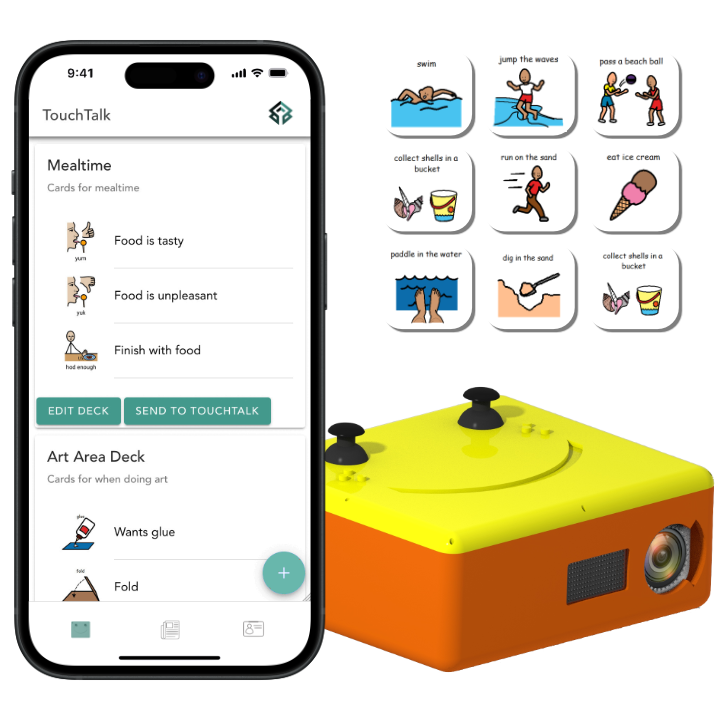 9:41
TouchTalk
Mealtime
Cards for mealtime
yum
Food is tasty
yuk
Food is unpleasant
had enough
Finish with food
EDIT DECK
SEND TO TOUCHTALK
Art Area Deck
Cards for when doing art
glue
Wants glue
fold
Fold
+
swim
jump the waves
pass a beach ball
collect shells in a
bucket
run on the sand
eat ice cream
paddle in the water
dig in the sand
collect shells in a
bucket